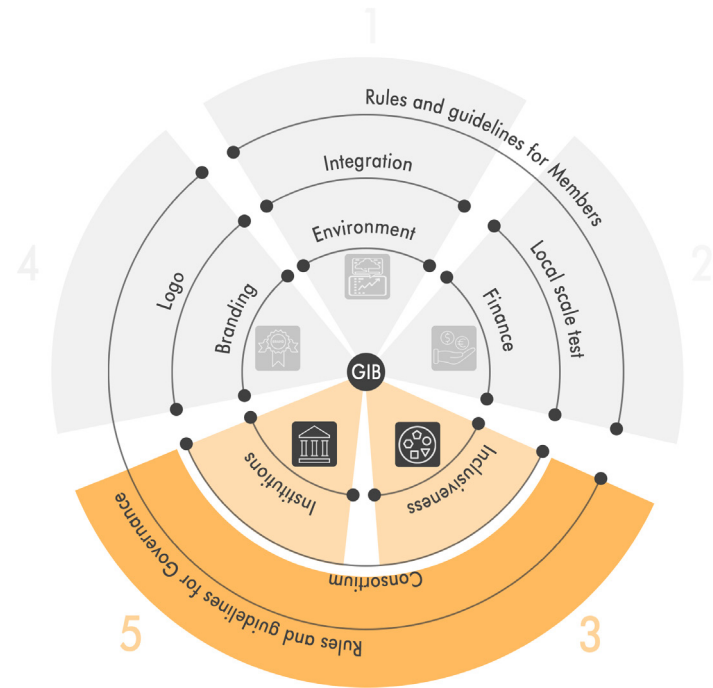 1
Rules and guidelines for Members
Integration
Environment
4
Logo
Branding
2
Local scale test
Finance
$ €
GIB
Institutions
Inclusiveness
Consortium
Rules and guidelines for Governance
5
3